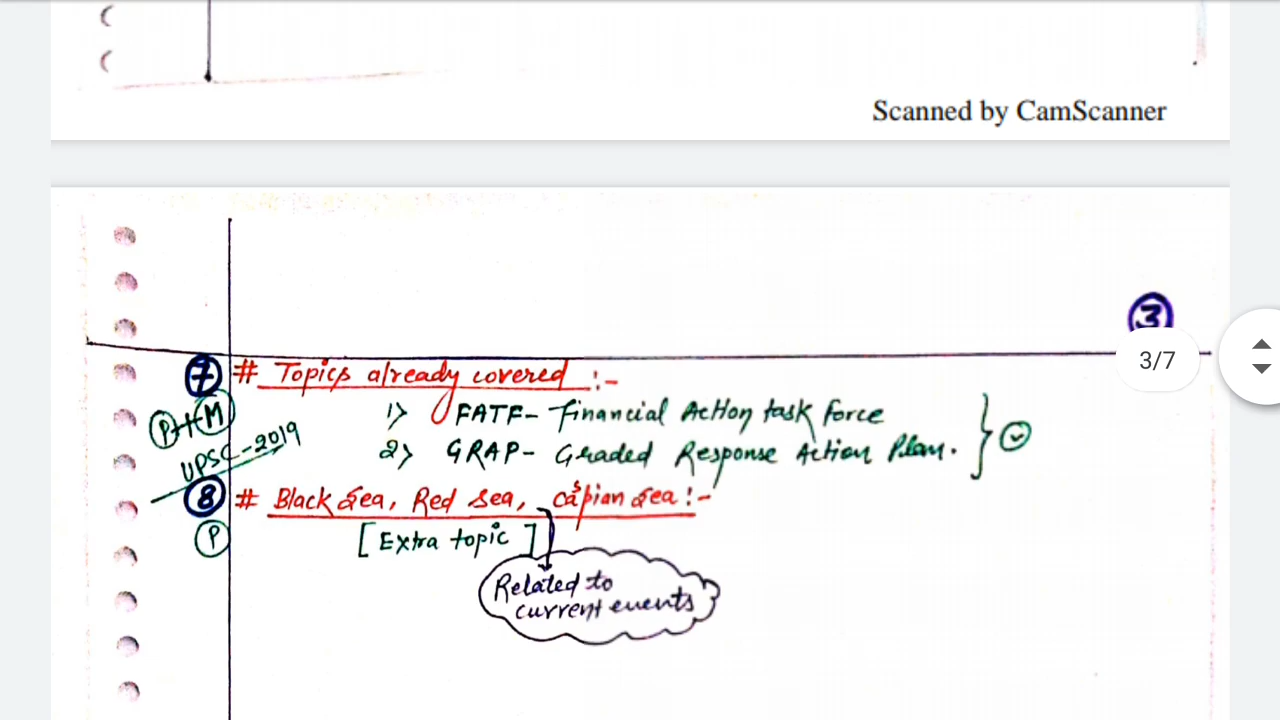 Scanned by CamScanner
3
3/7
7 # Topics already covered :-
P+M
1> FATF- Financial Action task Force
2> GRAP- Graded Response Action Plan.
UPSC-2019
8 # Black Sea, Red Sea, Caspian Sea :-
P
[Extra topic]
Related to
current events